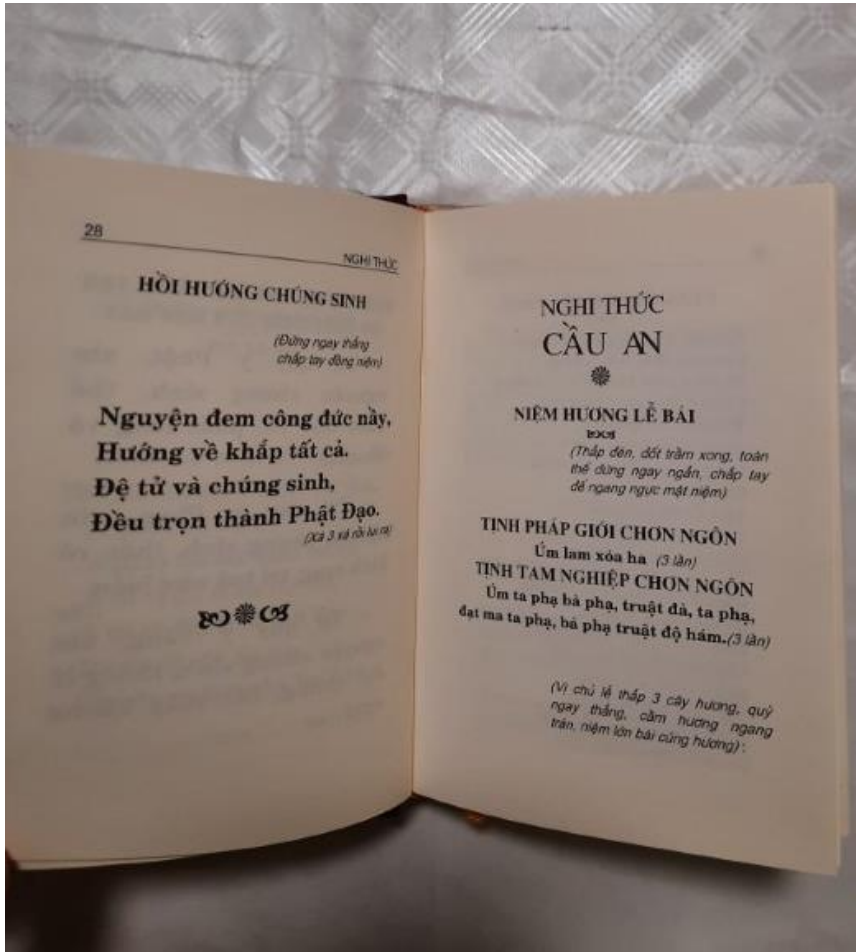 28
NGHI THỨC
HỒI HƯỚNG CHÚNG SINH
(Đứng ngay thẳng
chắp tay đồng niệm)
Nguyện đem công đức nầy,
Hướng về khắp tất cả.
Đệ tử và chúng sinh,
Đều trọn thành Phật Đạo.
(Xá 3 xá rồi lui ra)
NGHI THỨC
CẦU AN
NIỆM HƯƠNG LỄ BÁI
(Thắp đèn, đốt trầm xong, toàn
thể đứng ngay ngắn, chắp tay
để ngang ngực mật niệm)
TỊNH PHÁP GIỚI CHƠN NGÔN
Úm lam xóa ha (3 lần)
TỊNH TAM NGHIỆP CHƠN NGÔN
Úm ta phạ bà phạ, truật đà, ta phạ,
đạt ma ta phạ, bà phạ truật độ hám.(3 lần)
(Vị chủ lễ thắp 3 cây hương, quỳ
ngay thẳng, cầm hương ngang
trán, niệm lớn bài cúng hương) :